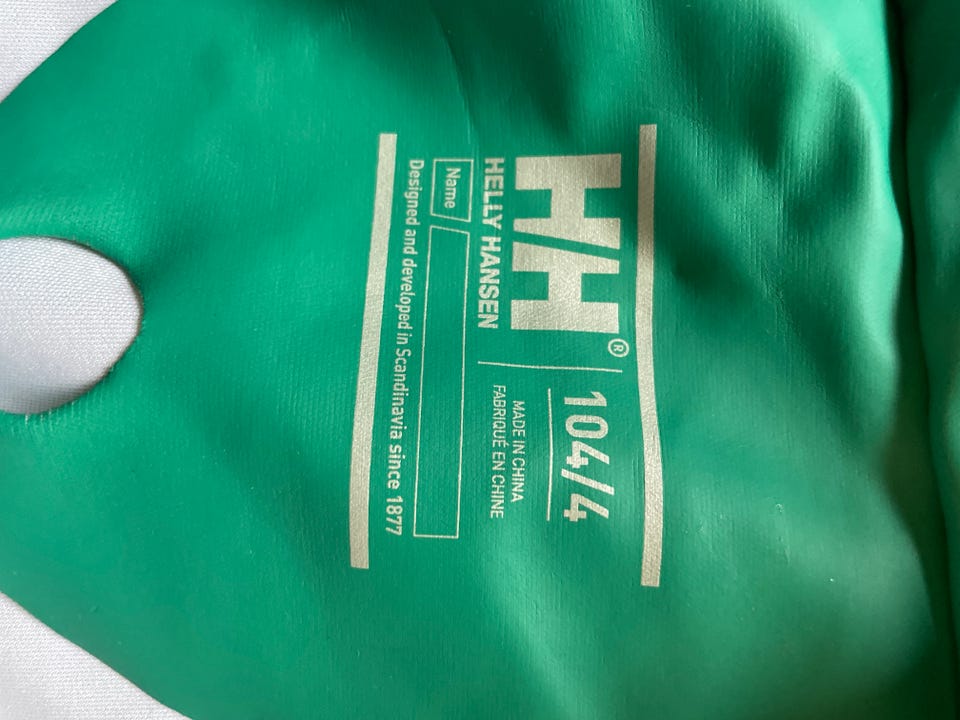 HH®
HELLY HANSEN
104/4
MADE IN CHINA
FABRIQUÉ EN CHINE
Name
Designed and developed in Scandinavia since 1877